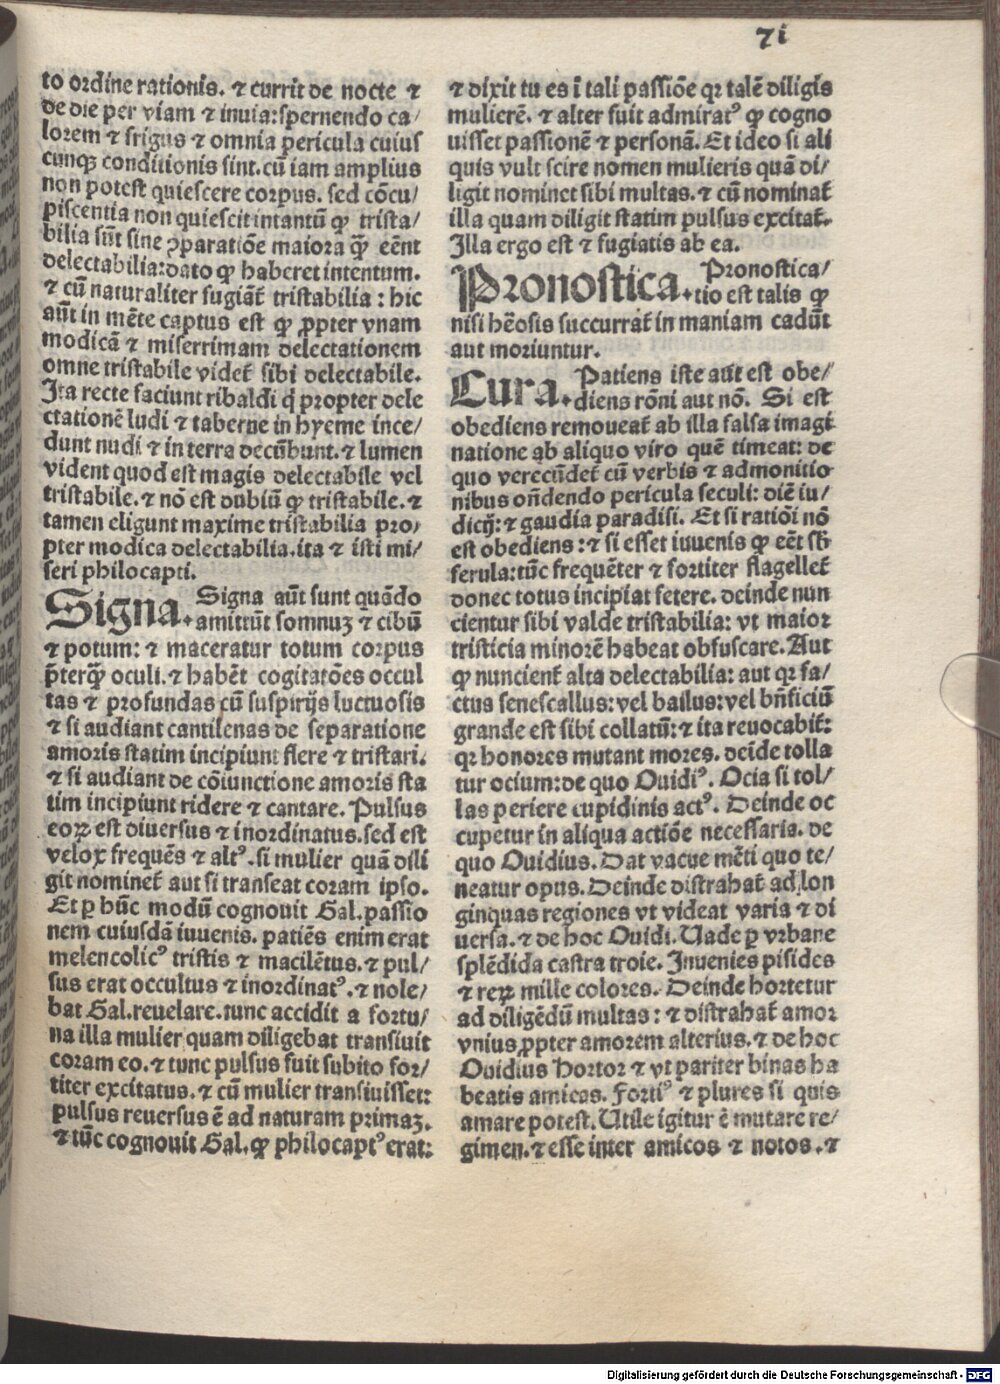 71
to ordine rationis. ⁊ currit de nocte ⁊
de die per viam ⁊ inuia:spernendo ca/
lorem ⁊ frigus ⁊ omnia pericula cuius
cunqꝫ conditionis sint.cū iam amplius
non potest quiescere corpus. sed cōcu/
piscentia non quiescit intantū ꝙ trista/
bilia sūt sine ꝯparatiōe maiora ꝙ̄ eēnt
delectabilia:dato ꝙ haberet intentum.
⁊ cū naturaliter fugiāt tristabilia : hic
aūt in mēte captus est ꝙ ꝓpter vnam
modicā ⁊ miserrimam delectationem
omne tristabile videt sibi delectabile.
Ita recte faciunt ribaldi q̄ propter dele
ctationē ludi ⁊ taberne in hyeme ince/
dunt nudi ⁊ in terra decūbunt. ⁊ lumen
vident quod est magis delectabile vel
tristabile. ⁊ nō est dubiū ꝙ tristabile. ⁊
tamen eligunt maxime tristabilia pro/
pter modica delectabilia.ita ⁊ isti mi/
seri philocapti.
Signa. Signa aūt sunt quādo
amittūt somnuꝫ ⁊ cibū
⁊ potum: ⁊ maceratur totum corpus
p̄terꝙ̄ oculi. ⁊ habēt cogitatōes occul
tas ⁊ profundas cū suspirijs luctuosis
⁊ si audiant cantilenas de separatione
amoris statim incipiunt flere ⁊ tristari.
⁊ si audiant de cōiunctione amoris sta
tim incipiunt ridere ⁊ cantare. Pulsus
eoꝝ est diuersus ⁊ inordinatus.sed est
velox frequēs ⁊ altꝰ.si mulier quā dili
git nominet aut si transeat coram ipso.
Et ꝑ hūc modū cognouit Gal.passio
nem cuiusdā iuuenis. patiēs enim erat
melencolicꝰ tristis ⁊ macilētus. ⁊ pul/
sus erat occultus ⁊ inordinatꝰ. ⁊ nole/
bat Gal.reuelare.tunc accidit a fortu/
na illa mulier quam diligebat transiuit
coram eo. ⁊ tunc pulsus fuit subito for/
titer excitatus. ⁊ cū mulier transiuisset:
pulsus reuersus ē ad naturam primaꝫ.
⁊ tūc cognouit Gal.ꝙ philocaptꝰ erat:
⁊ dixit tu es ī tali passiōe qꝛ talē diligis
mulierē. ⁊ alter fuit admiratꝰ ꝙ cogno
uisset passionē ⁊ personā. Et ideo si ali
quis vult scire nomen mulieris quā di/
ligit nominet sibi multas. ⁊ cū nominat̄
illa quam diligit statim pulsus excitat̄.
Illa ergo est ⁊ fugiatis ab ea.
Pronostica. Pronostica/
tio est talis ꝙ
nisi hēosis succurrat̄ in maniam cadūt
aut moriuntur.
Cura. Patiens iste aūt est obe/
diens rōni aut nō. Si est
obediens remoueat̄ ab illa falsa imagi
natione ab aliquo viro quē timeat: de
quo verecūdet̄ cū verbis ⁊ admonitio
nibus on̄dendo pericula seculi: diē iu/
dicij: ⁊ gaudia paradisi. Et si ratiōi nō
est obediens: ⁊ si esset iuuenis ꝙ eēt sb̄
ferula:tūc frequēter ⁊ fortiter flagellet̄
donec totus incipiat fetere. deinde nun
cientur sibi valde tristabilia: vt maior
tristicia minorē habeat obfuscare. Aut
ꝙ nuncient̄ alta delectabilia: aut qꝛ fa/
ctus senescallus:vel bailus:vel bn̄ficiū
grande est sibi collatū: ⁊ ita reuocabit̄:
qꝛ honores mutant mores. deīde tolla
tur ocium:de quo Ouidiꝰ. Ocia si tol/
las periere cupidinis actꝰ. Deinde oc
cupetur in aliqua actiōe necessaria. de
quo Ouidius. Dat vacue mēti quo te/
neatur opus. Deinde distrahat̄ ad lon
ginquas regiones vt videat varia ⁊ di
uersa. ⁊ de hoc Ouidi. Uade ꝑ vrbane
splēdida castra troie. Inuenies pisides
⁊ reꝝ mille colores. Deinde hortetur
ad diligēdū multas: ⁊ distrahat̄ amor
vnius ꝓpter amorem alterius. ⁊ de hoc
Ouidius Hortor ⁊ vt pariter binas ha
beatis amicas. Fortiꝰ ⁊ plures si quis
amare potest. Utile igitur ē mutare re/
gimen. ⁊ esse inter amicos ⁊ notos. ⁊
Digitalisierung gefördert durch die Deutsche Forschungsgemeinschaft - DFG